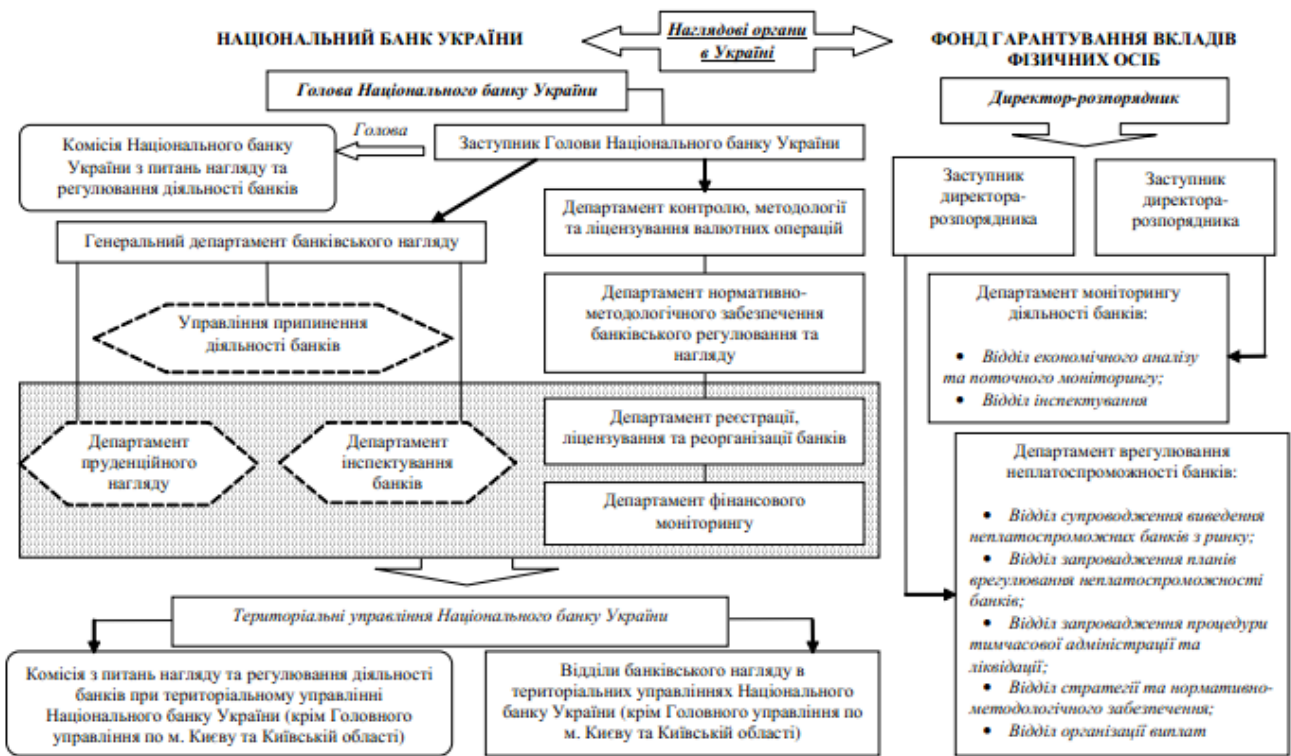 Наглядові органи
в Україні
НАЦІОНАЛЬНИЙ БАНК УКРАЇНИ
ФОНД ГАРАНТУВАННЯ ВКЛАДІВ
ФІЗИЧНИХ ОСІБ
Голова Національного банку України
Голова
Заступник Голови Національного банку України
Комісія Національного банку
України з питань нагляду та
регулювання діяльності банків
Генеральний департамент банківського нагляду
Управління припинення
діяльності банків
Департамент
пруденційного
нагляду
Департамент
інспектування
банків
Департамент контролю, методології
та ліцензування валютних операцій
Департамент нормативно-
методологічного забезпечення
банківського регулювання та
нагляду
Департамент реєстрації,
ліцензування та реорганізації банків
Департамент фінансового
моніторингу
Територіальні управління Національного банку України
Комісія з питань нагляду та регулювання діяльності
банків при територіальному управлінні
Національного банку України (крім Головного
управління по м. Києву та Київській області)
Відділи банківського нагляду в
територіальних управліннях Національного
банку України (крім Головного управління по
м. Києву та Київській області)
Директор-розпорядник
Заступник
директора-
розпорядника
Заступник
директора-
розпорядника
Департамент моніторингу
діяльності банків:
• Відділ економічного аналізу
та поточного моніторингу;
• Відділ інспектування
Департамент врегулювання
неплатоспроможності банків:
• Відділ супроводження виведення
неплатоспроможних банків з ринку;
• Відділ запровадження планів
врегулювання неплатоспроможності
банків;
• Відділ запровадження процедури
тимчасової адміністрації та
ліквідації;
• Відділ стратегії та нормативно-
методологічного забезпечення;
• Відділ організації виплат